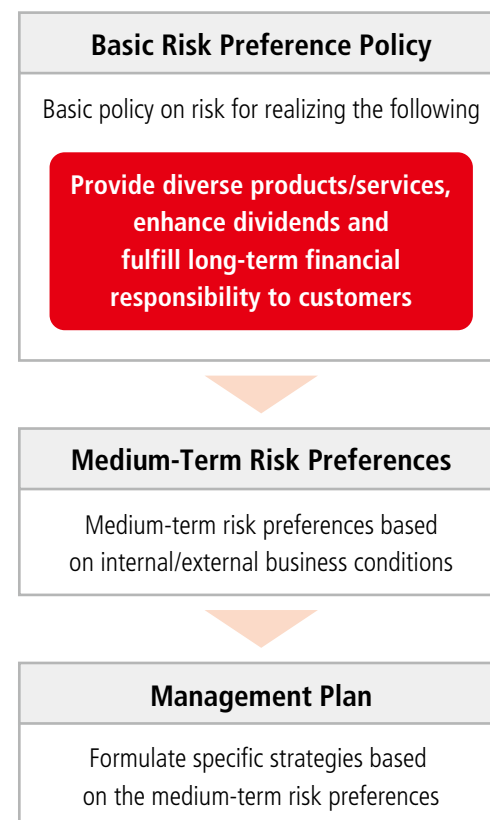 Basic Risk Preference Policy
Basic policy on risk for realizing the following
Provide diverse products/services,
enhance dividends and
fulfill long-term financial
responsibility to customers
Medium-Term Risk Preferences
Medium-term risk preferences based
on internal/external business conditions
Management Plan
Formulate specific strategies based
on the medium-term risk preferences